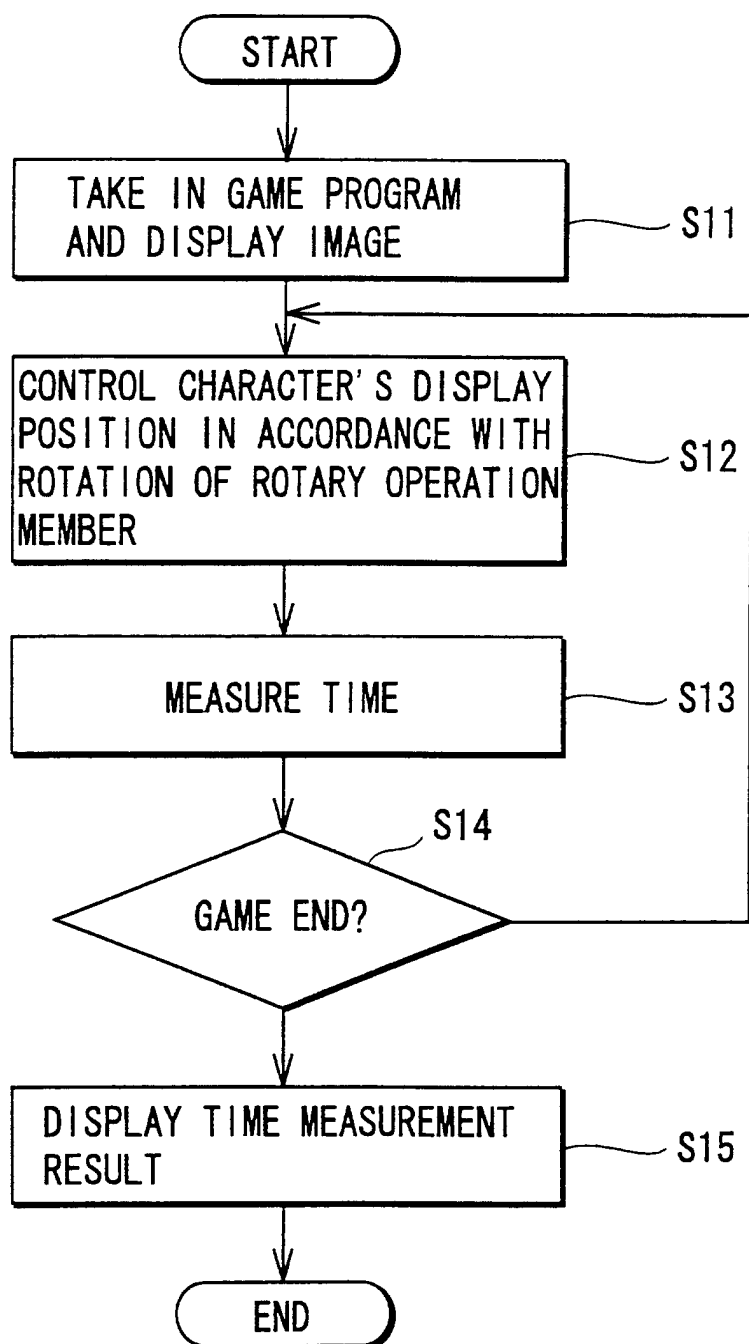 START
TAKE IN GAME PROGRAM
AND DISPLAY IMAGE
S11
CONTROL CHARACTER'S DISPLAY
POSITION IN ACCORDANCE WITH
ROTATION OF ROTARY OPERATION
MEMBER
S12
MEASURE TIME
S13
S14
GAME END?
DISPLAY TIME MEASUREMENT
RESULT
S15
END